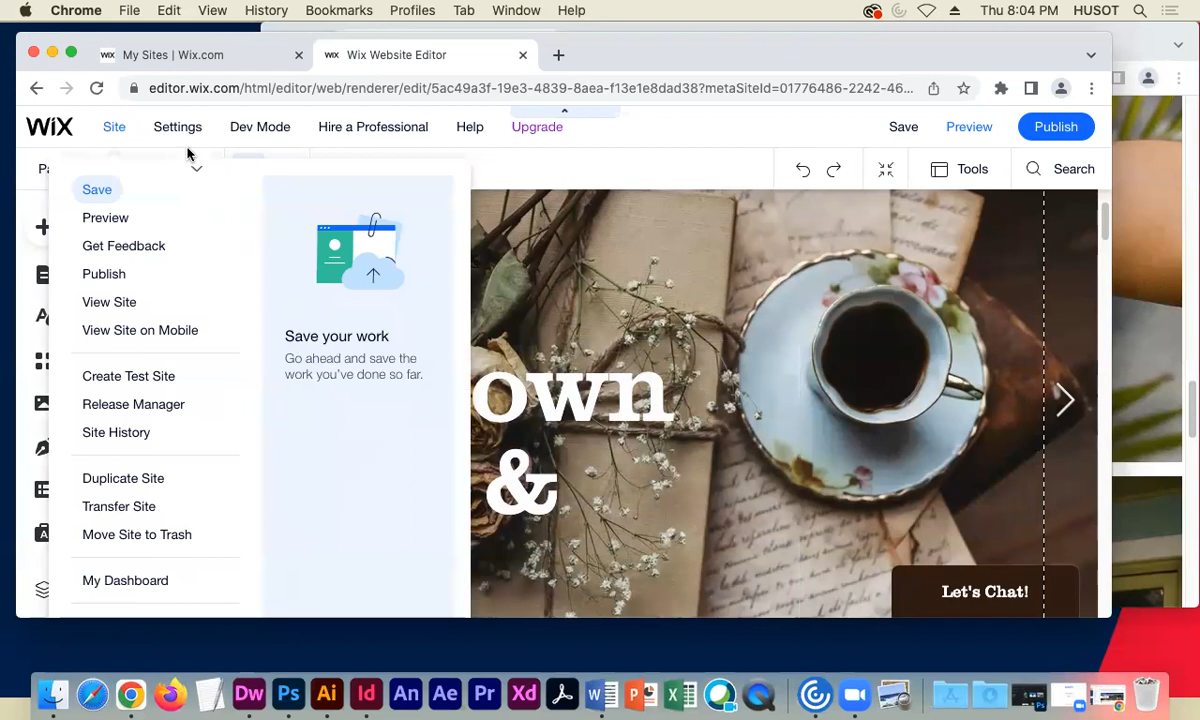 Chrome File Edit View History Bookmarks Profiles Tab Window Help Thu 8:04 PM HUSOT
WiX My Sites | Wix.com WiX Wix Website Editor
editor.wix.com/html/editor/web/renderer/edit/5ac49a3f-19e3-4839-8aea-f13e1e8dad38?metaSiteId=01776486-2242-46...
WiX Site Settings Dev Mode Hire a Professional Help Upgrade Save Preview Publish
Tools Search
Save
Preview
Get Feedback
Publish
View Site
View Site on Mobile
Create Test Site
Release Manager
Site History
Duplicate Site
Transfer Site
Move Site to Trash
My Dashboard
Save your work
Go ahead and save the
work you've done so far.
own
&
Let's Chat!
Dw Ps Ai Id An Ae Pr Xd W P X